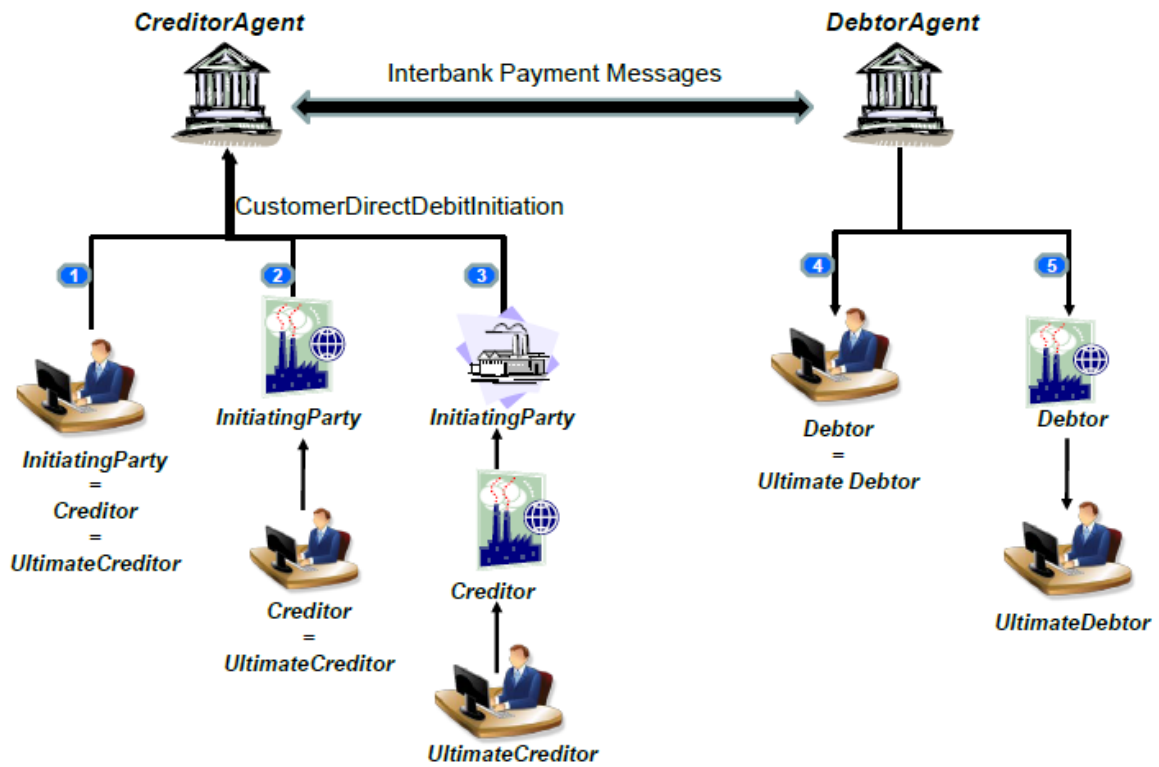 CreditorAgent
DebtorAgent
Interbank Payment Messages
CustomerDirectDebitInitiation
1
2
3
4
5
InitiatingParty
=
Creditor
=
UltimateCreditor
InitiatingParty
Creditor
=
UltimateCreditor
InitiatingParty
Creditor
UltimateCreditor
Debtor
=
Ultimate Debtor
Debtor
UltimateDebtor